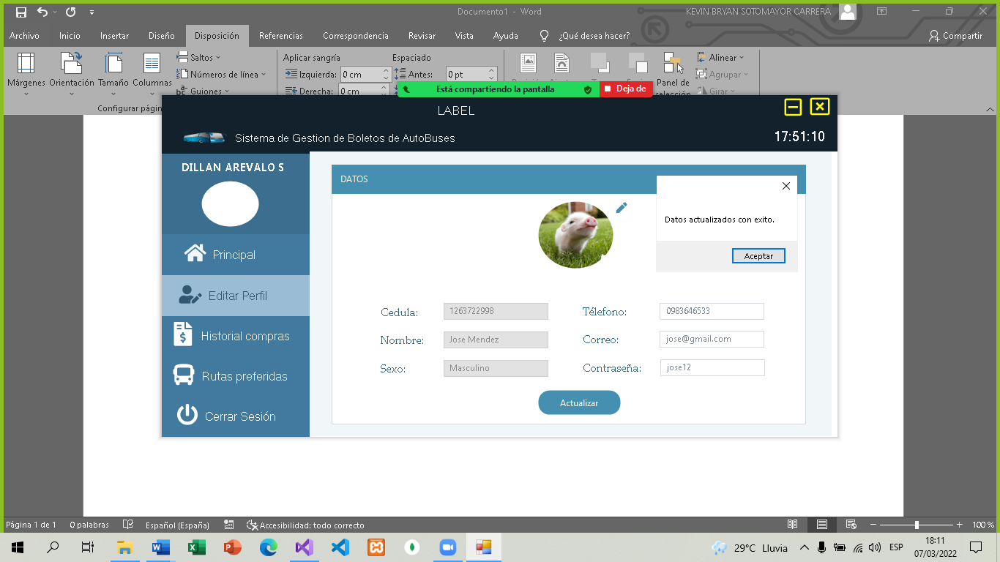 Documento1 - Word
KEVIN BRYAN SOTOMAYOR CARRERA
Archivo Inicio Insertar Diseño Disposición Referencias Correspondencia Revisar Vista Ayuda ¿Qué desea hacer? Compartir
Márgenes Orientación Tamaño Columnas
Saltos
Números de línea
Guiones
Configurar págin
Aplicar sangría
Izquierda: 0 cm
Derecha: 0 cm
Espaciado
Antes: 0 pt
Panel de
selección
Alinear
Agrupar
Girar
Está compartiendo la pantalla
Deja de
LABEL
Sistema de Gestion de Boletos de AutoBuses
17:51:10
DILLAN AREVALO S
Principal
Editar Perfil
Historial compras
Rutas preferidas
Cerrar Sesión
DATOS
Datos actualizados con exito.
Aceptar
Cedula: 1263722998
Télefono: 0983646533
Nombre: Jose Mendez
Correo: jose@gmail.com
Sexo: Masculino
Contraseña: jose12
Actualizar
Página 1 de 1 0 palabras Español (España) Accesibilidad: todo correcto
100 %
29°C Lluvia
ESP
18:11
07/03/2022